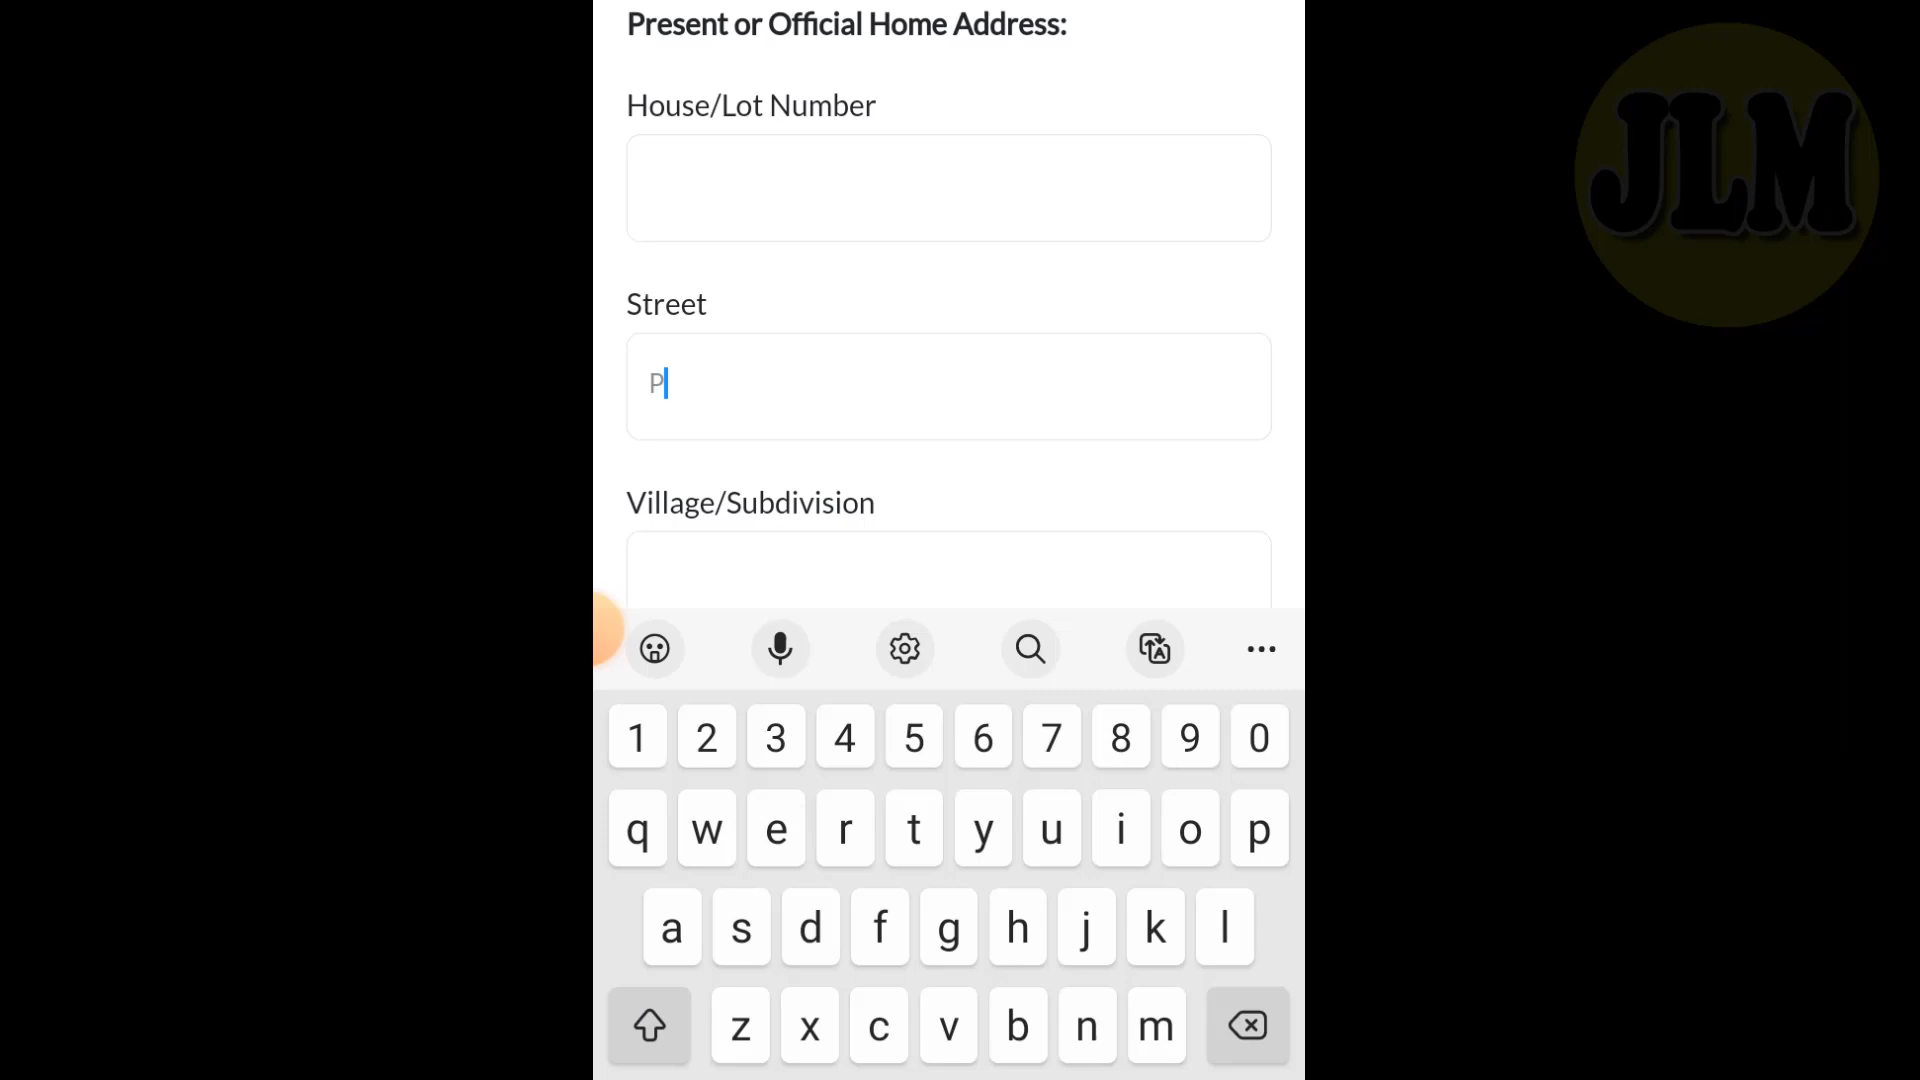 Present or Official Home Address:
House/Lot Number
Street
P
Village/Subdivision
1 2 3 4 5 6 7 8 9 0
q w e r t y u i o p
a s d f g h j k l
z x c v b n m
JLM